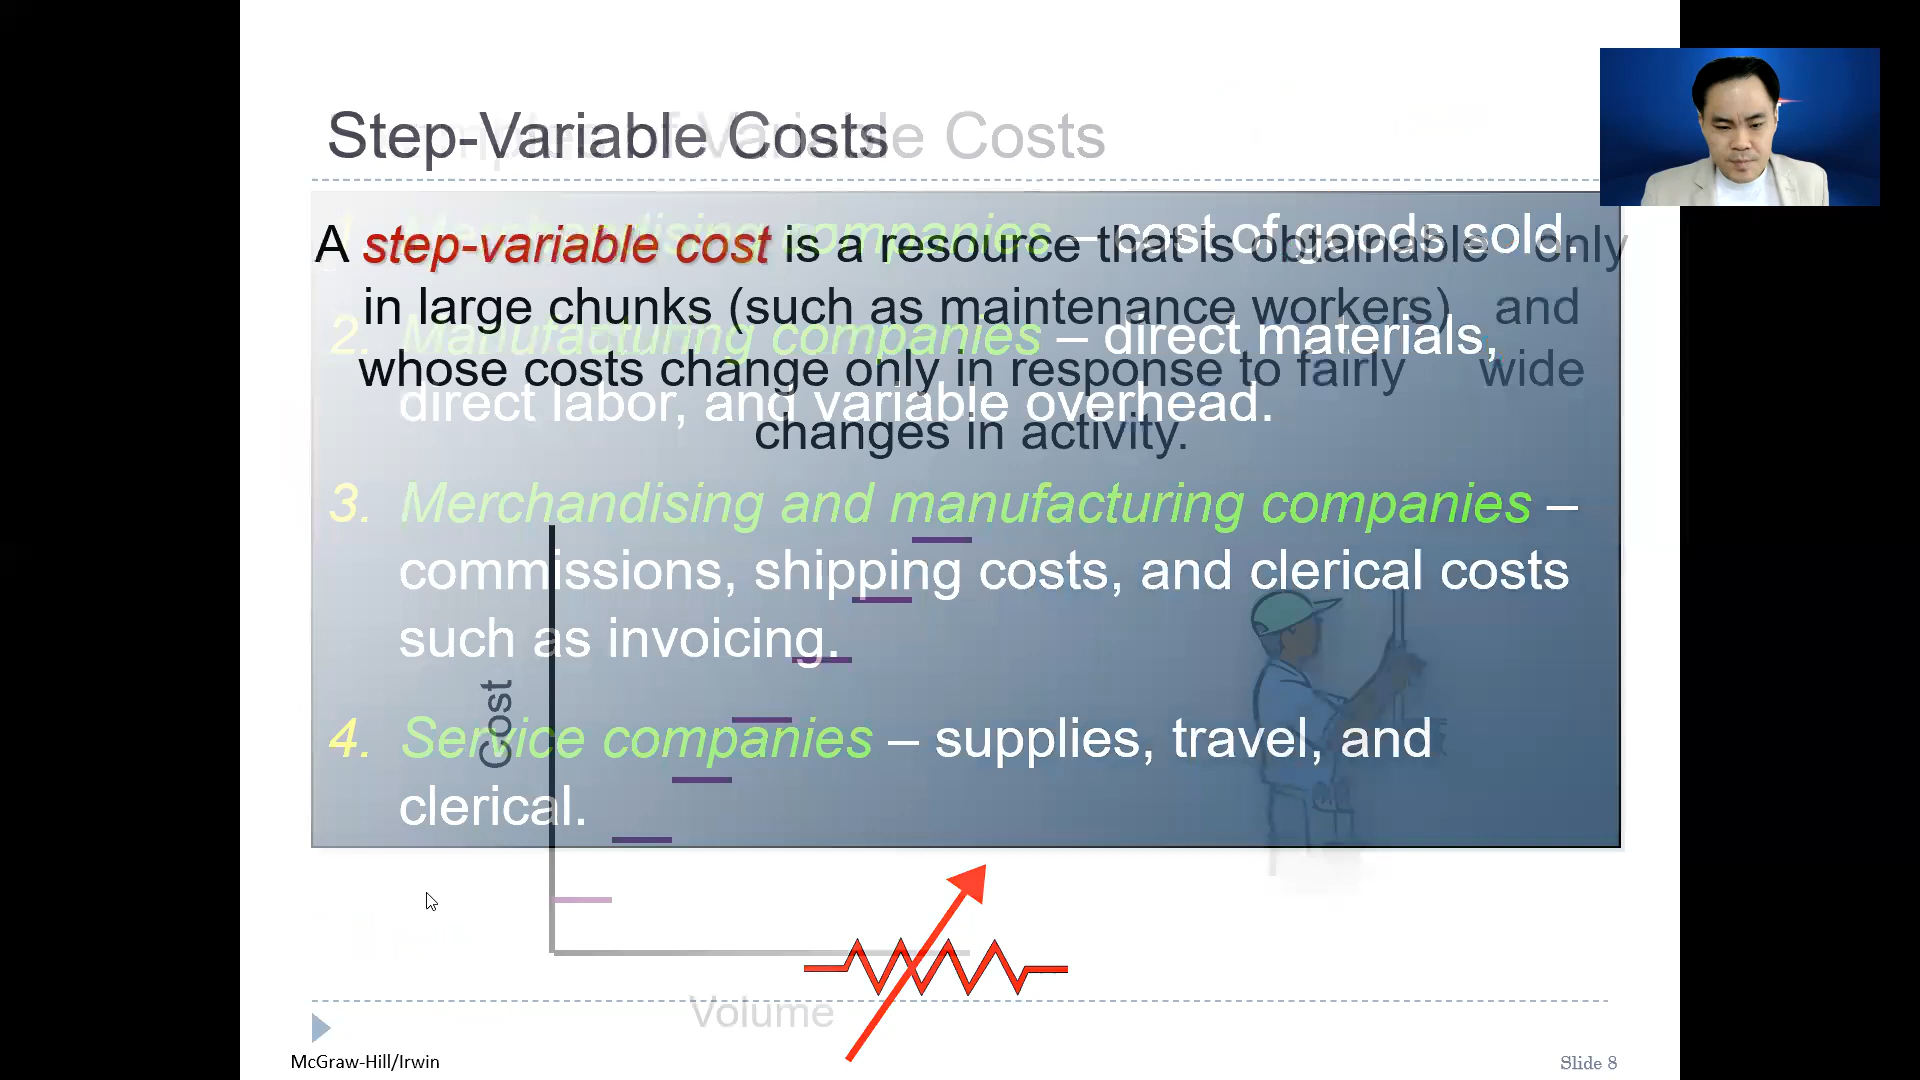 Step-Variable Costs
Examples of Variable Costs
A step-variable cost is a resource that is obtainable only
in large chunks (such as maintenance workers) and
whose costs change only in response to fairly wide
changes in activity.
1. Merchandising companies – cost of goods sold.
2. Manufacturing companies – direct materials,
direct labor, and variable overhead.
3. Merchandising and manufacturing companies –
commissions, shipping costs, and clerical costs
such as invoicing.
4. Service companies – supplies, travel, and
clerical.
Cost
Volume
McGraw-Hill/Irwin
Slide 8